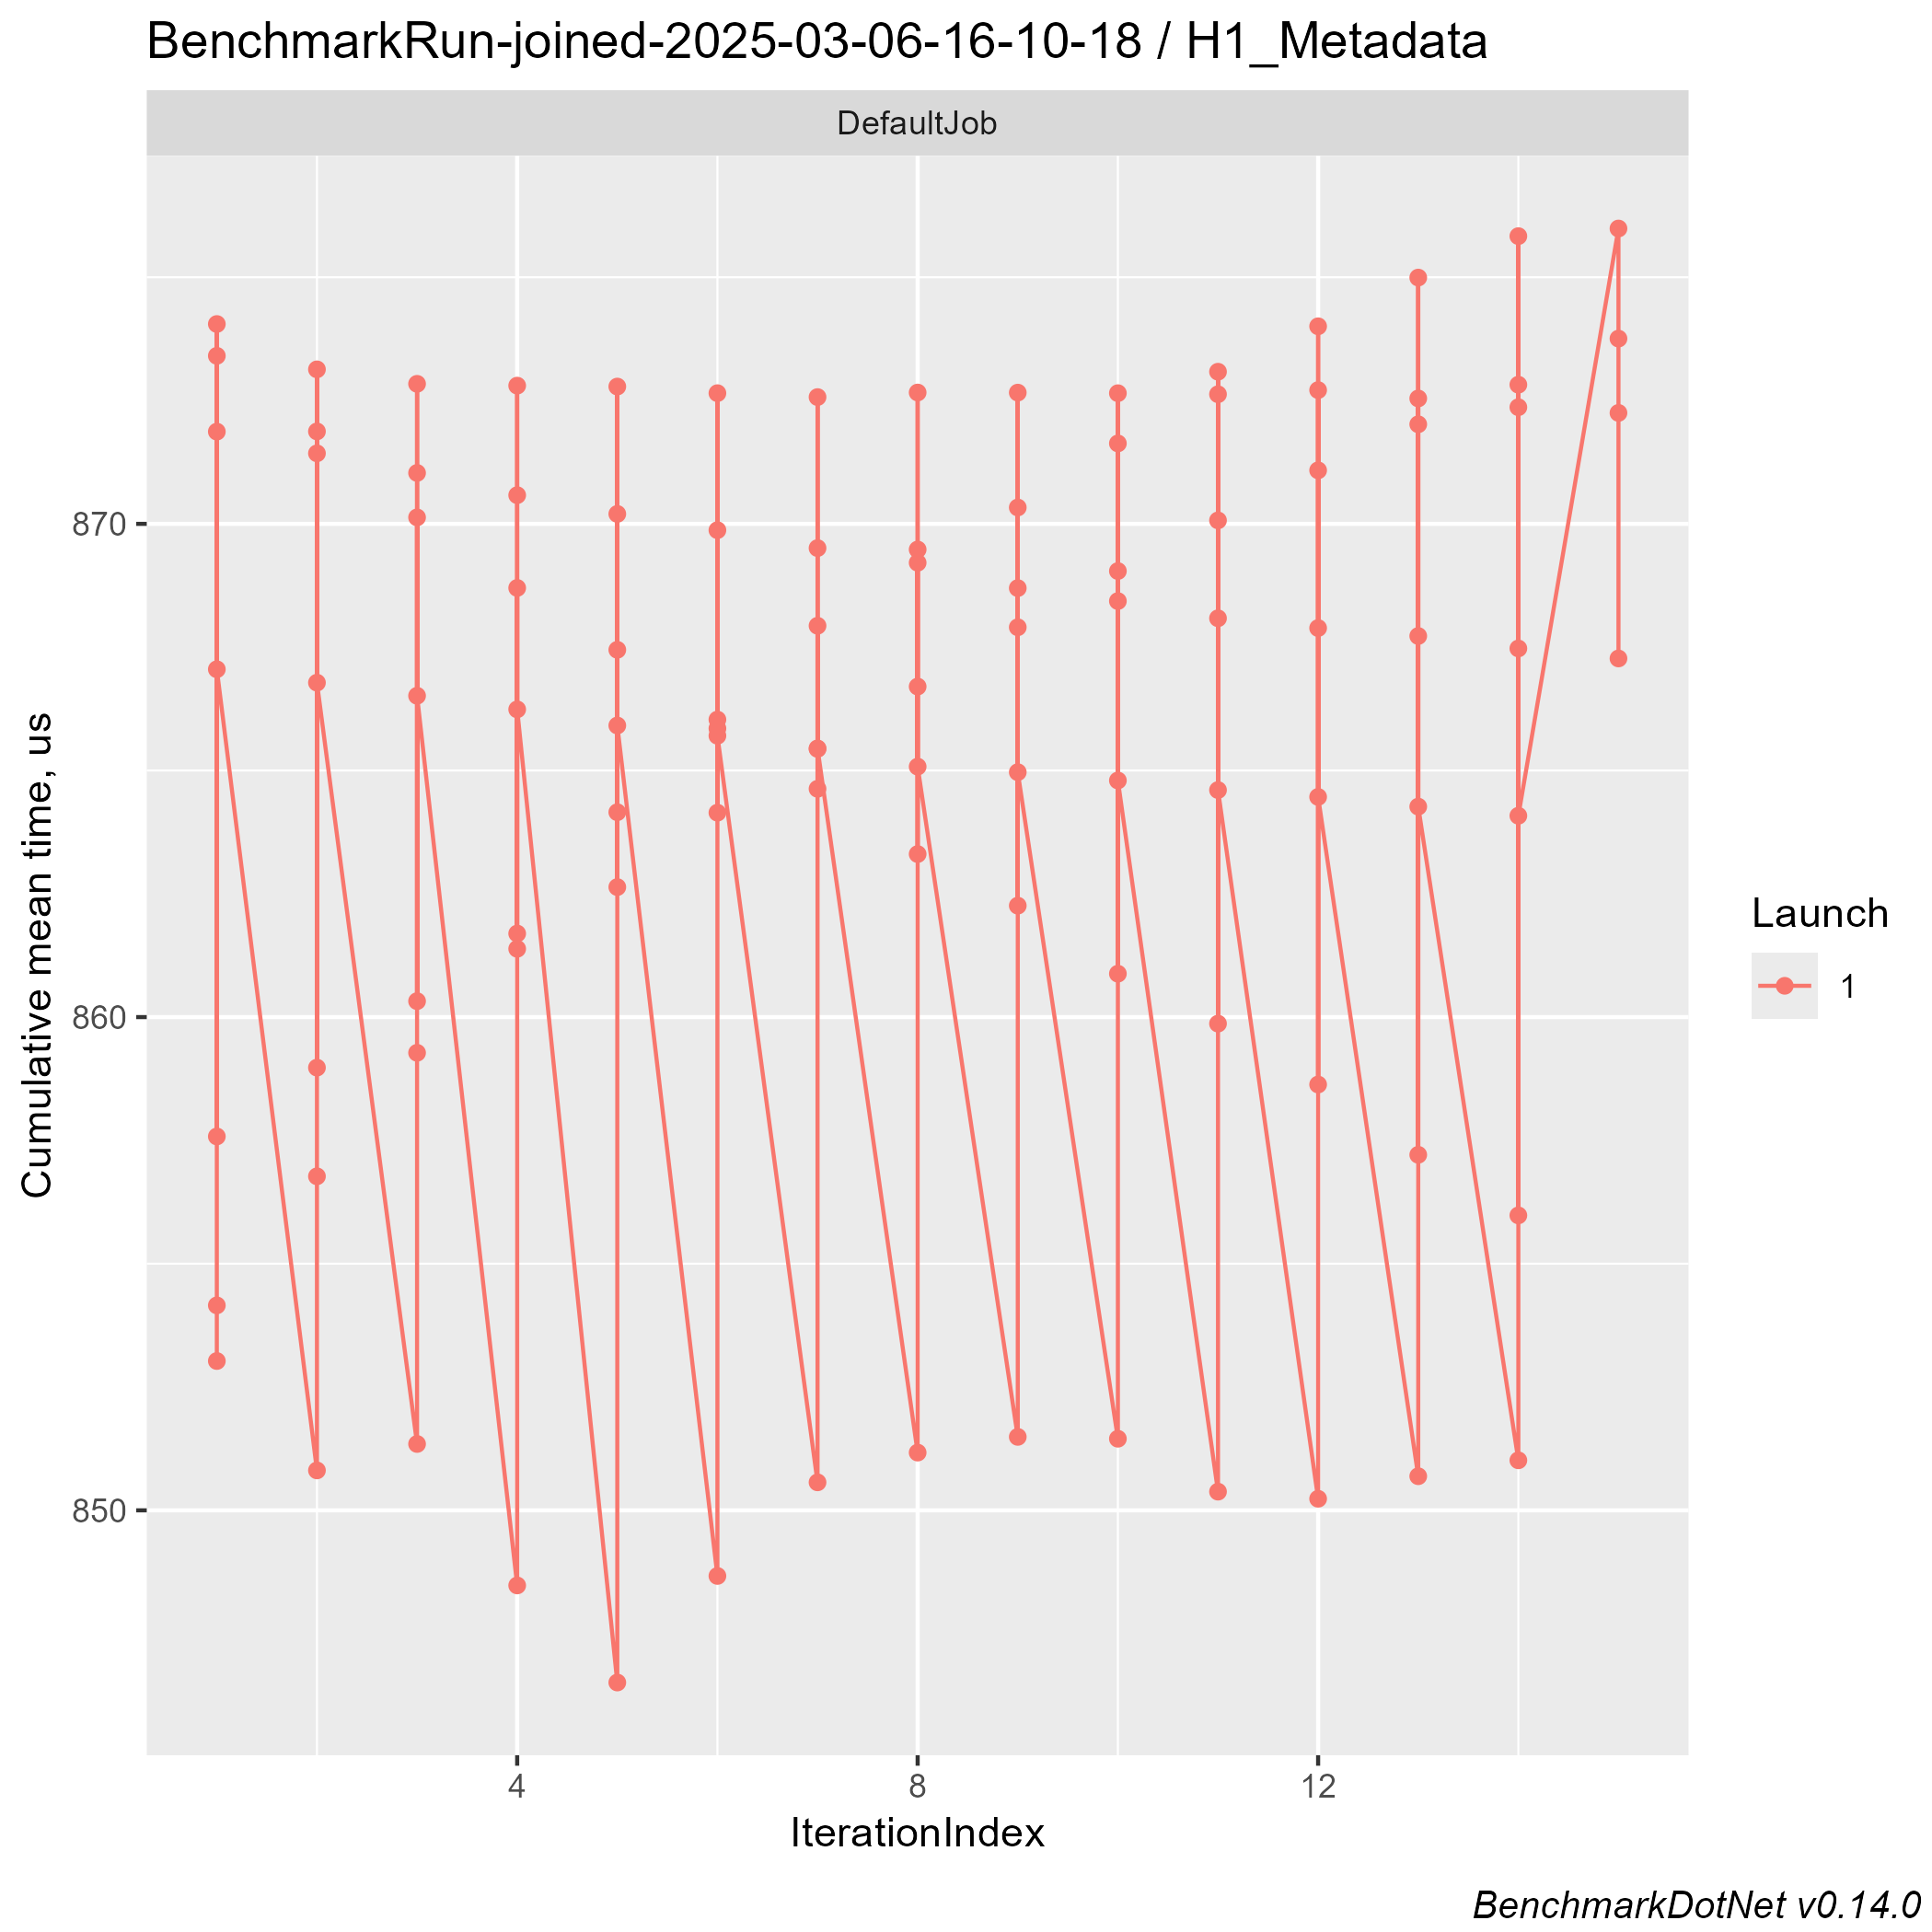 BenchmarkRun-joined-2025-03-06-16-10-18 / H1_Metadata
DefaultJob
870
860
850
Cumulative mean time, us
4 8 12
IterationIndex
Launch
1
BenchmarkDotNet v0.14.0